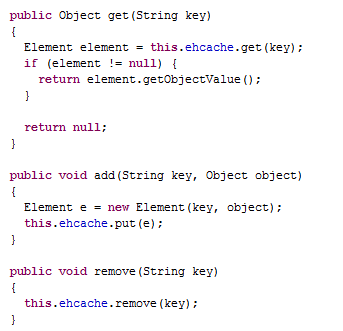 public Object get(String key)
{
  Element element = this.ehcache.get(key);
  if (element != null) {
    return element.getObjectValue();
  }

  return null;
}

public void add(String key, Object object)
{
  Element e = new Element(key, object);
  this.ehcache.put(e);
}

public void remove(String key)
{
  this.ehcache.remove(key);
}